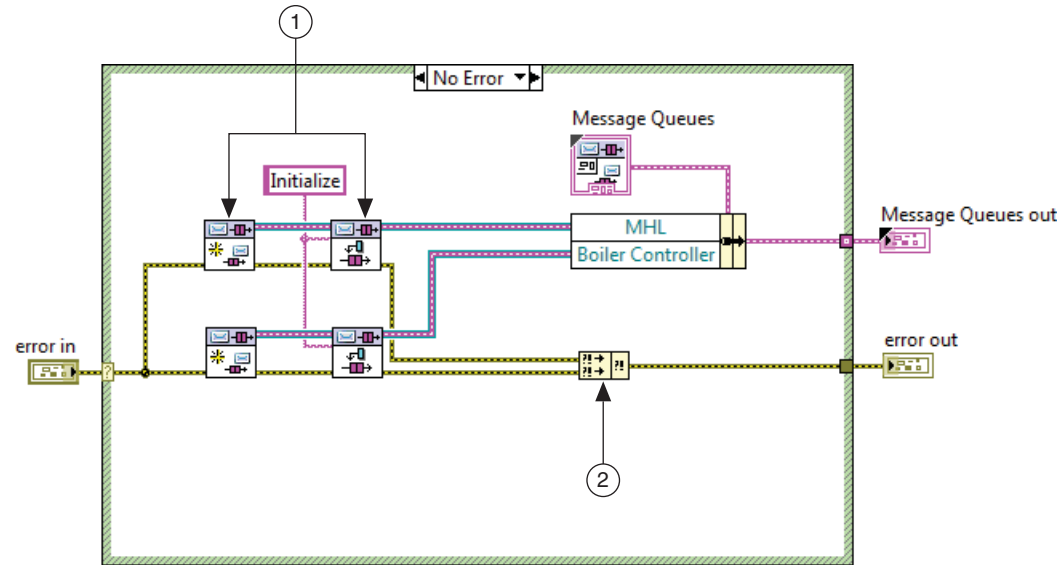 1
No Error
Message Queues
Initialize
Message Queues out
MHL
Boiler Controller
error in
?
error out
2